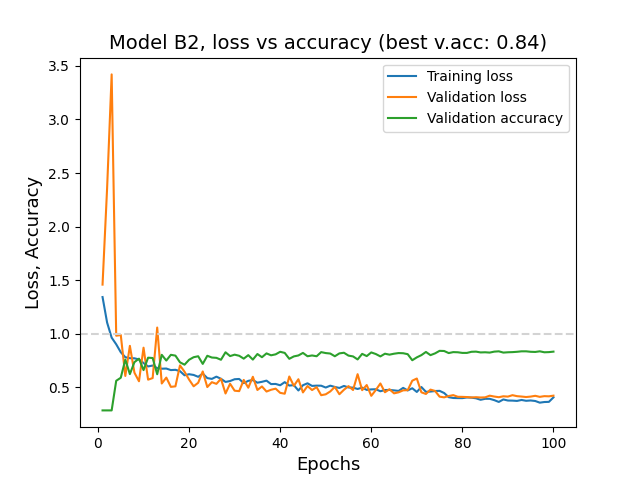 Model B2, loss vs accuracy (best v.acc: 0.84)
Training loss
Validation loss
Validation accuracy
Loss, Accuracy
3.5
3.0
2.5
2.0
1.5
1.0
0.5
0 20 40 60 80 100
Epochs